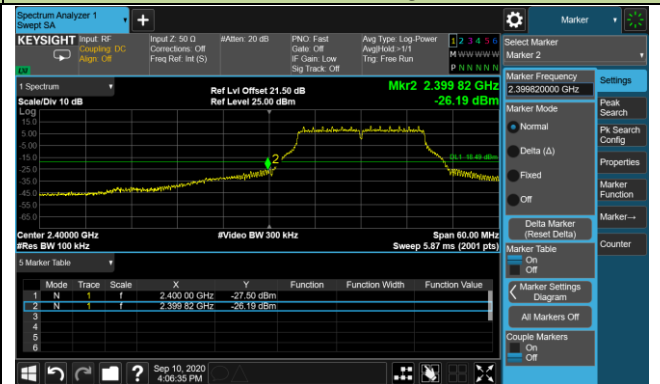 Spectrum Analyzer 1
Swept SA
KEYSIGHT
Input: RF
Coupling: DC
Align: Off
Input Z: 50 Ω
Corrections: Off
Freq Ref: Int (S)
#Atten: 20 dB
PNO: Fast
Gate: Off
IF Gain: Low
Sig Track: Off
Avg Type: Log-Power
Avg|Hold:>1/1
Trig: Free Run
1 2 3 4 5 6
M W W W W W
P N N N N N
LXI
1 Spectrum
Scale/Div 10 dB
Ref Lvl Offset 21.50 dB
Ref Level 25.00 dBm
Mkr2 2.399 82 GHz
-26.19 dBm
Log
15.0
5.00
-5.00
-15.0
-25.0
-35.0
-45.0
-55.0
-65.0
2
Center 2.40000 GHz
#Res BW 100 kHz
#Video BW 300 kHz
Span 60.00 MHz
Sweep 5.87 ms (2001 pts)
5 Marker Table
Mode Trace Scale X Y Function Function Width Function Value
1 N 1 f 2.400 00 GHz -27.50 dBm
2 N 1 f 2.399 82 GHz -26.19 dBm
3
4
5
6
Sep 10, 2020
4:06:35 PM
Marker
Select Marker
Marker 2
Marker Frequency
2.399820000 GHz
Marker Mode
Normal
Delta (Δ)
Fixed
Off
Delta Marker
(Reset Delta)
Marker Table
On
Off
Marker Settings
Diagram
All Markers Off
Couple Markers
On
Off
Settings
Peak
Search
Pk Search
Config
Properties
Marker
Function
Marker→
Counter